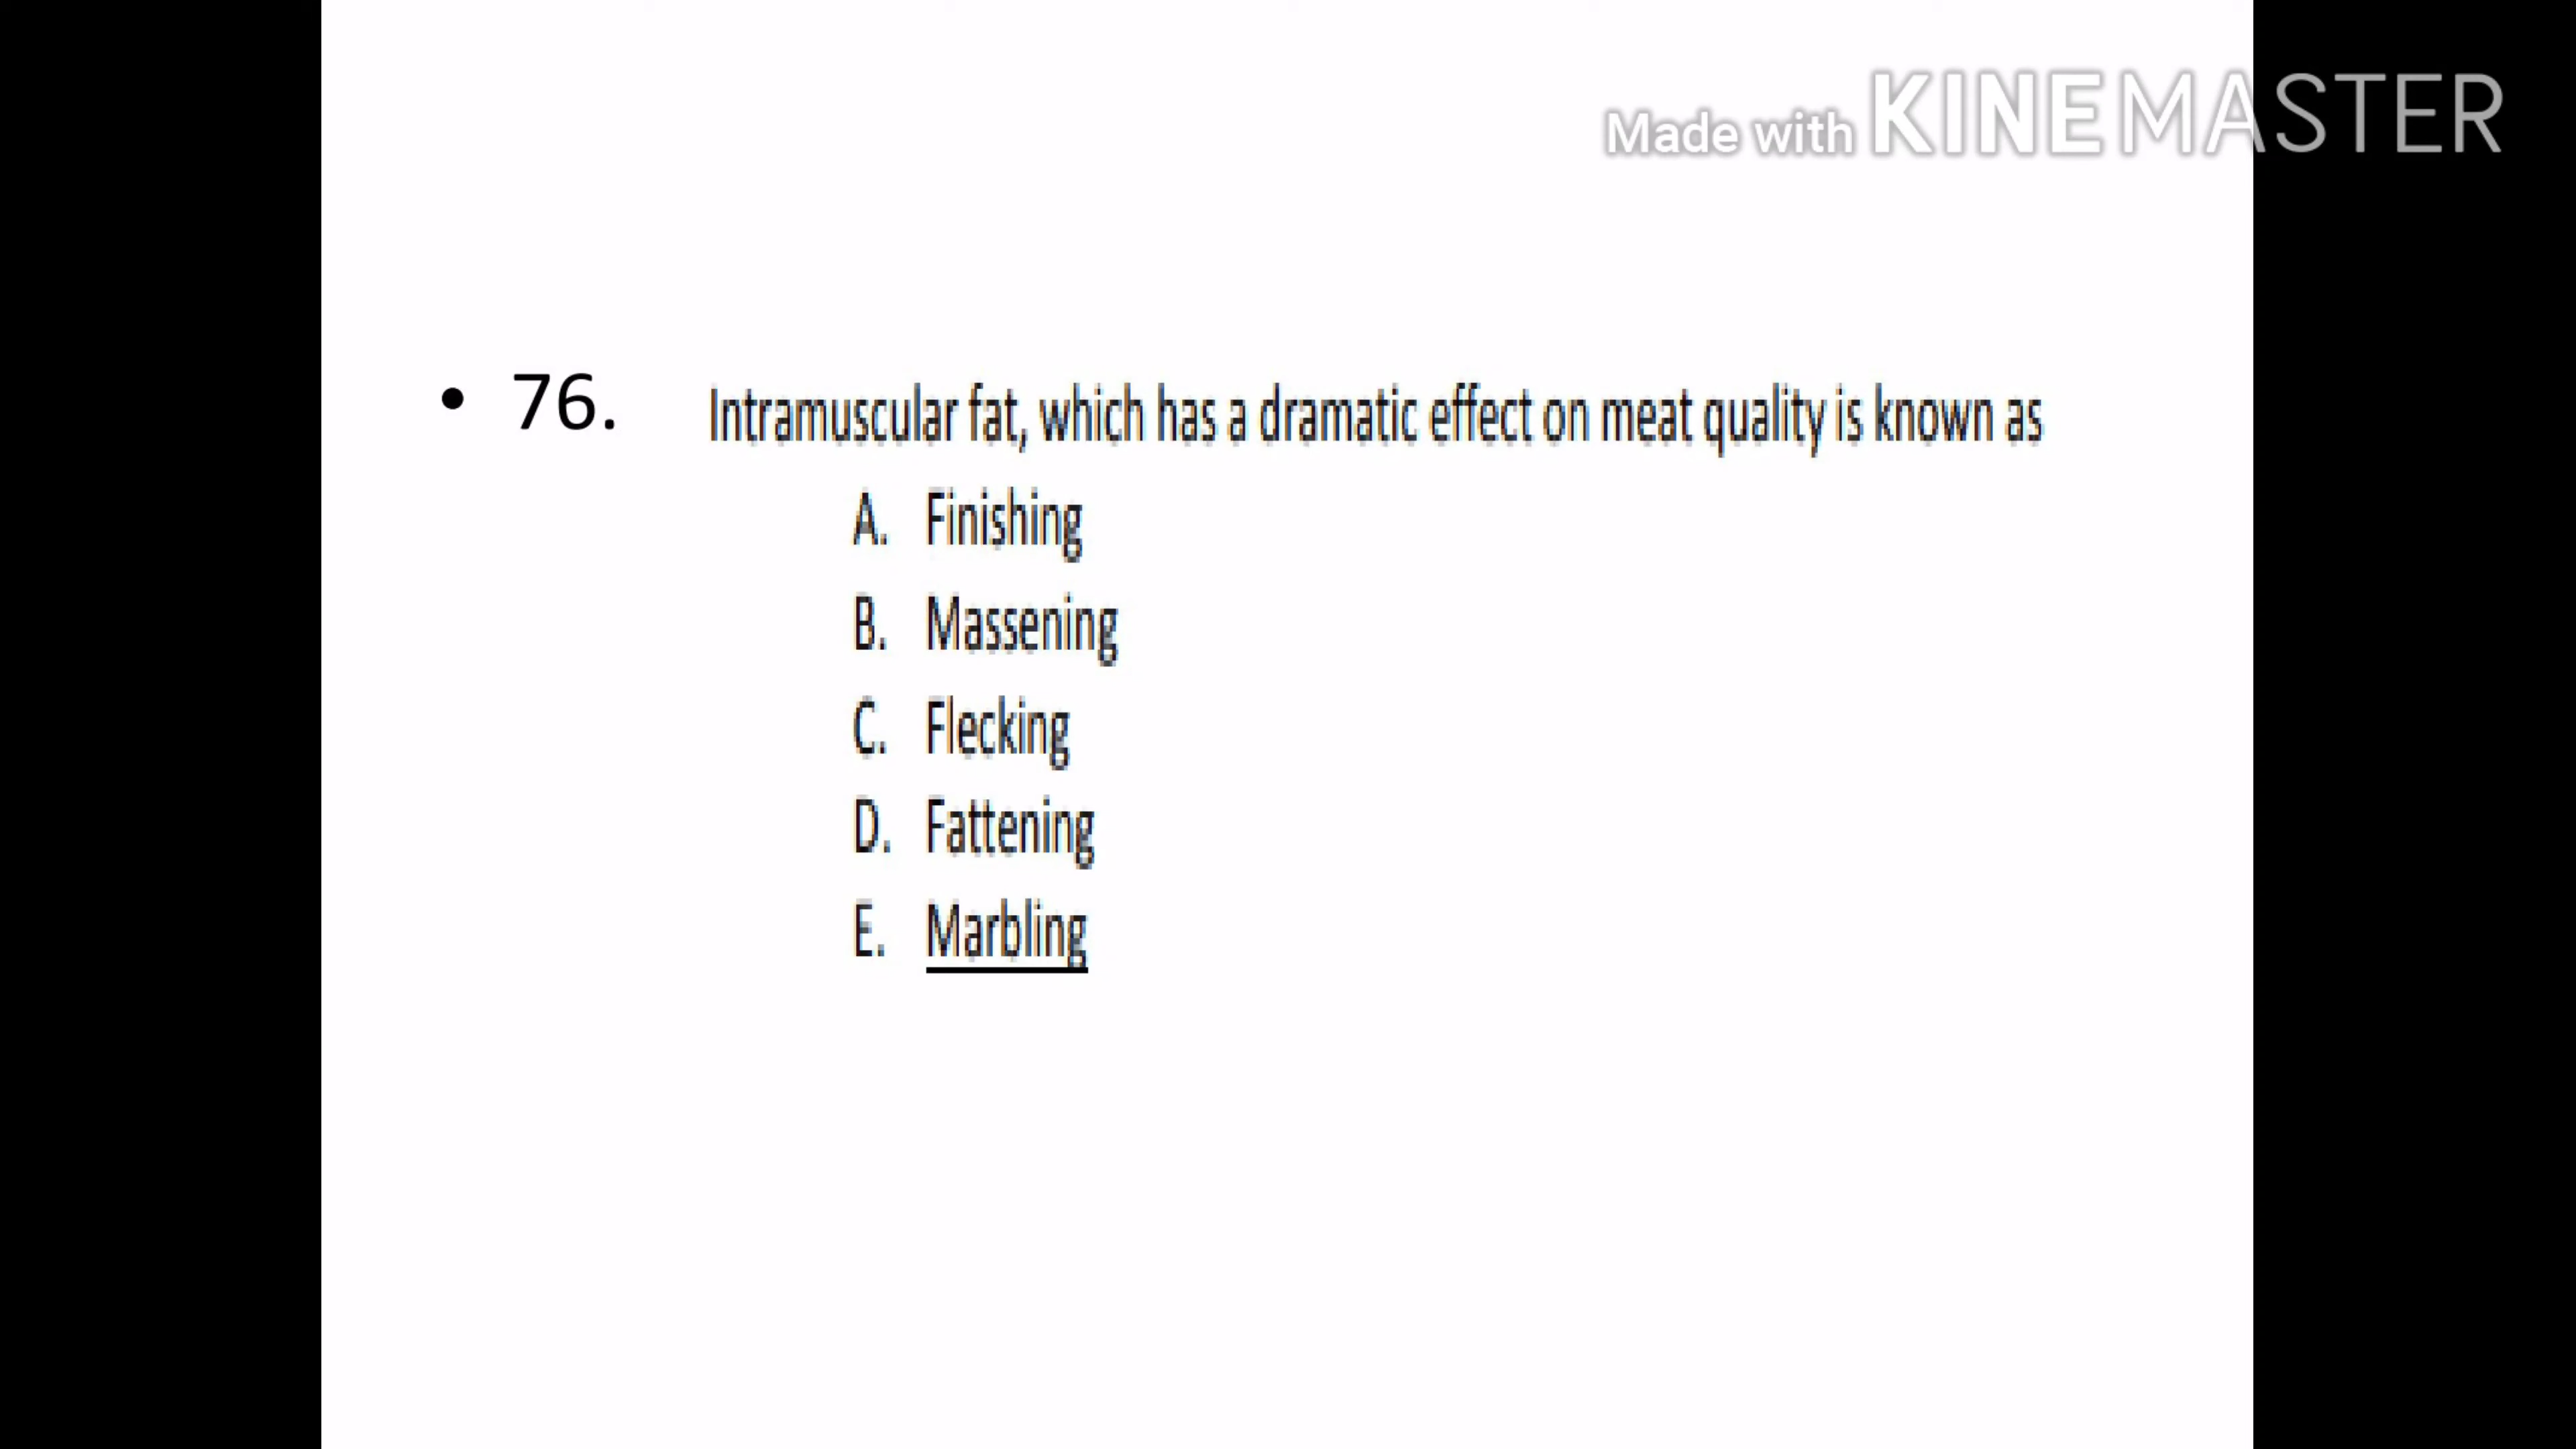 Made with KINEMASTER
• 76. Intramuscular fat, which has a dramatic effect on meat quality is known as
A. Finishing
B. Massening
C. Flecking
D. Fattening
E. Marbling